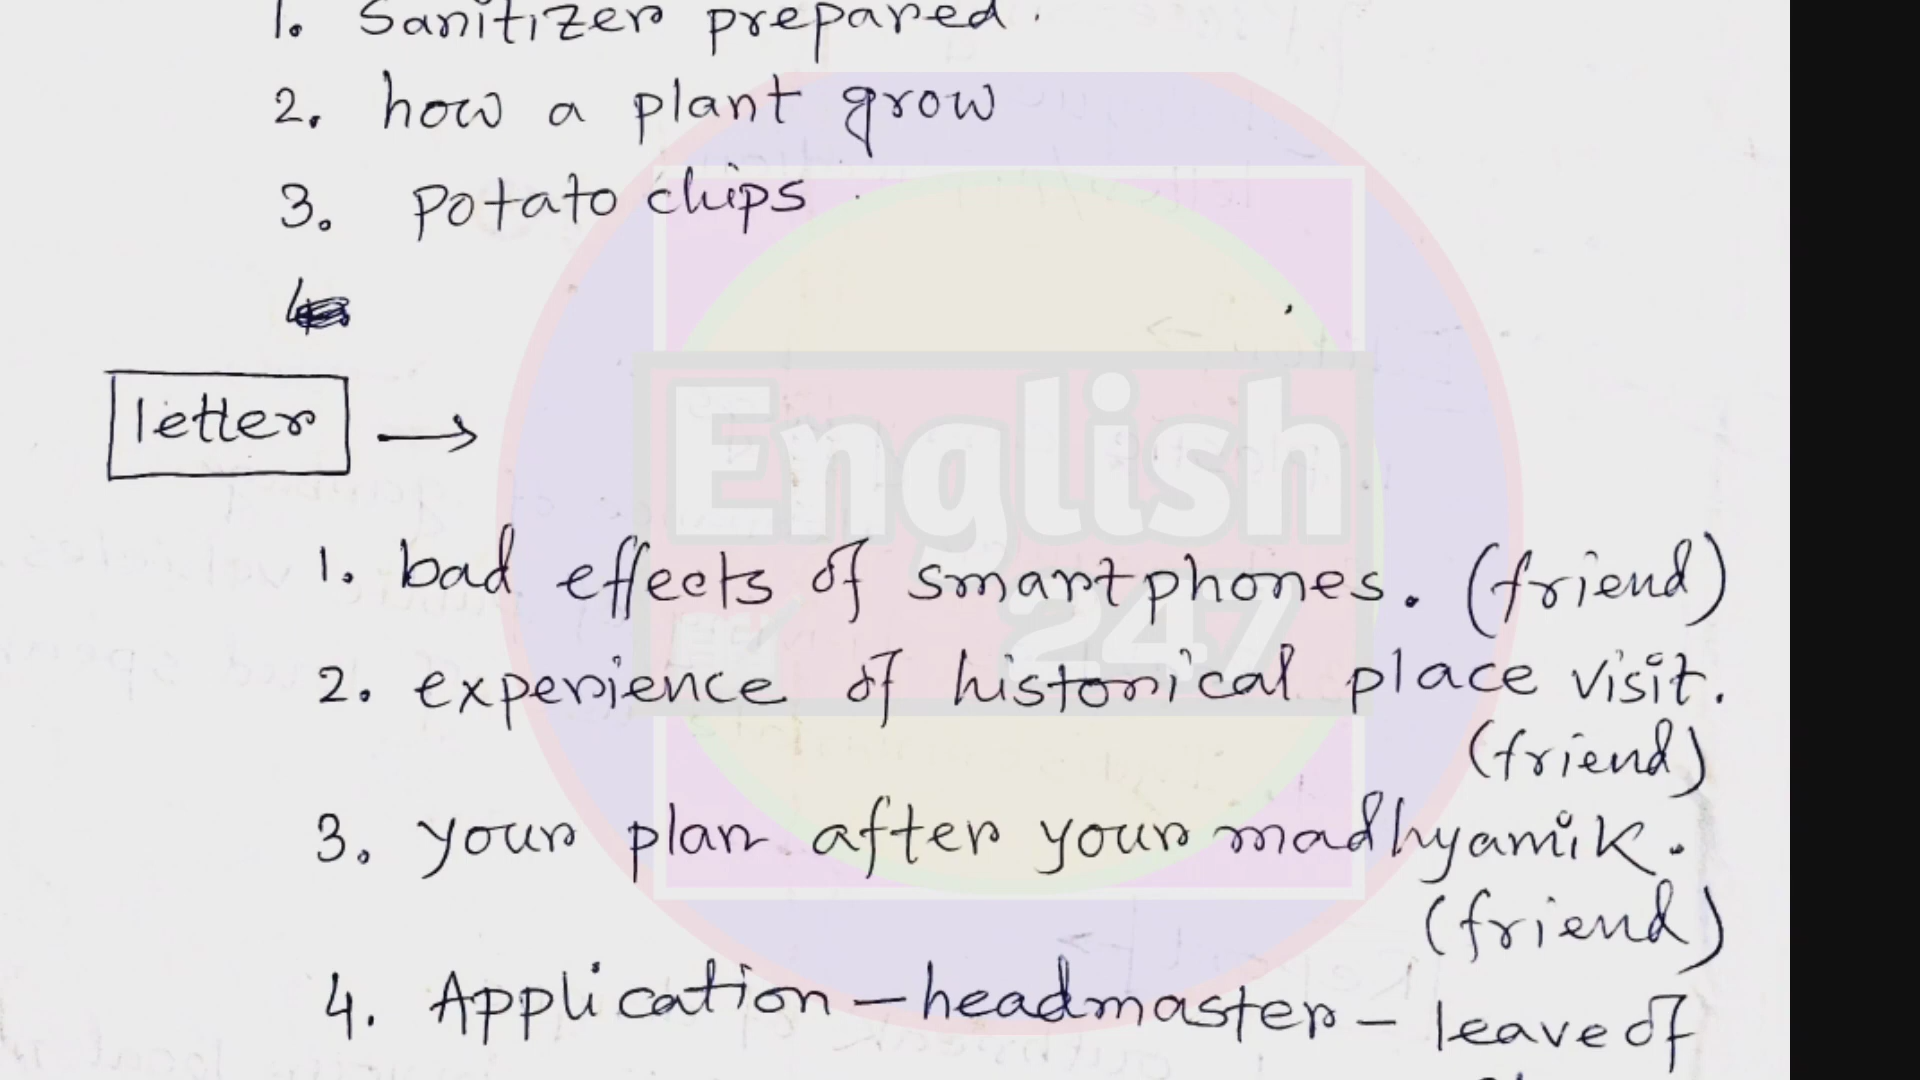 1. Sanitizer prepared.
2. how a plant grow
3. potato chips
letter →
1. bad effects of smartphones. (friend)
2. experience of historical place visit.
(friend)
3. your plan after your madhyamik.
(friend)
4. Application - headmaster - leave of
English
247